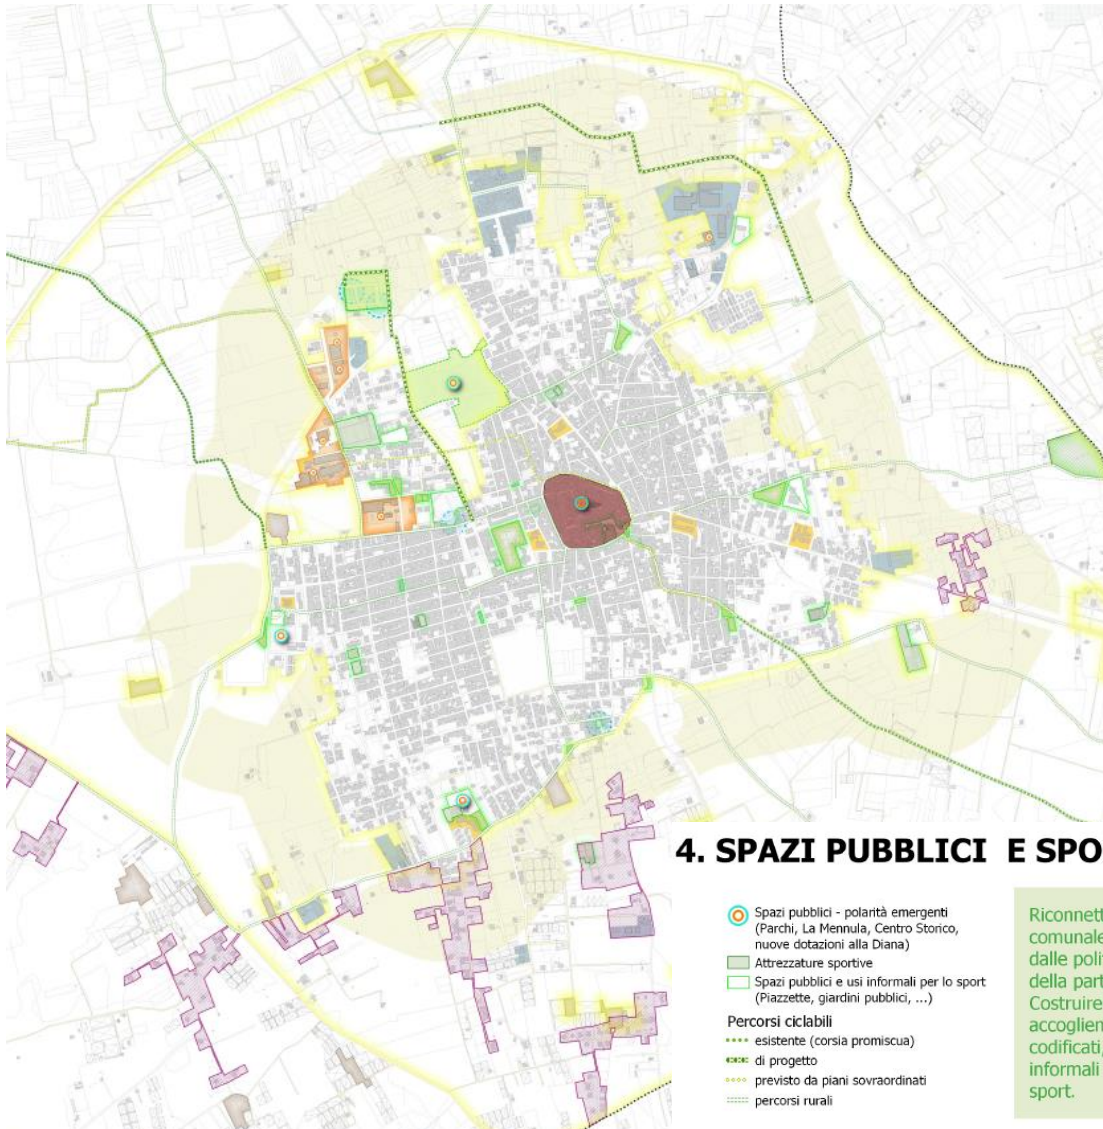 4. SPAZI PUBBLICI E SPO
Spazi pubblici - polarità emergenti
(Parchi, La Mennula, Centro Storico,
nuove dotazioni alla Diana)
Attrezzature sportive
Spazi pubblici e usi informali per lo sport
(Piazzette, giardini pubblici, ...)
Percorsi ciclabili
esistente (corsia promiscua)
di progetto
previsto da piani sovraordinati
percorsi rurali
Riconnett
comunale
dalle poli
della part
Costruire
accoglien
codificati,
informali
sport.